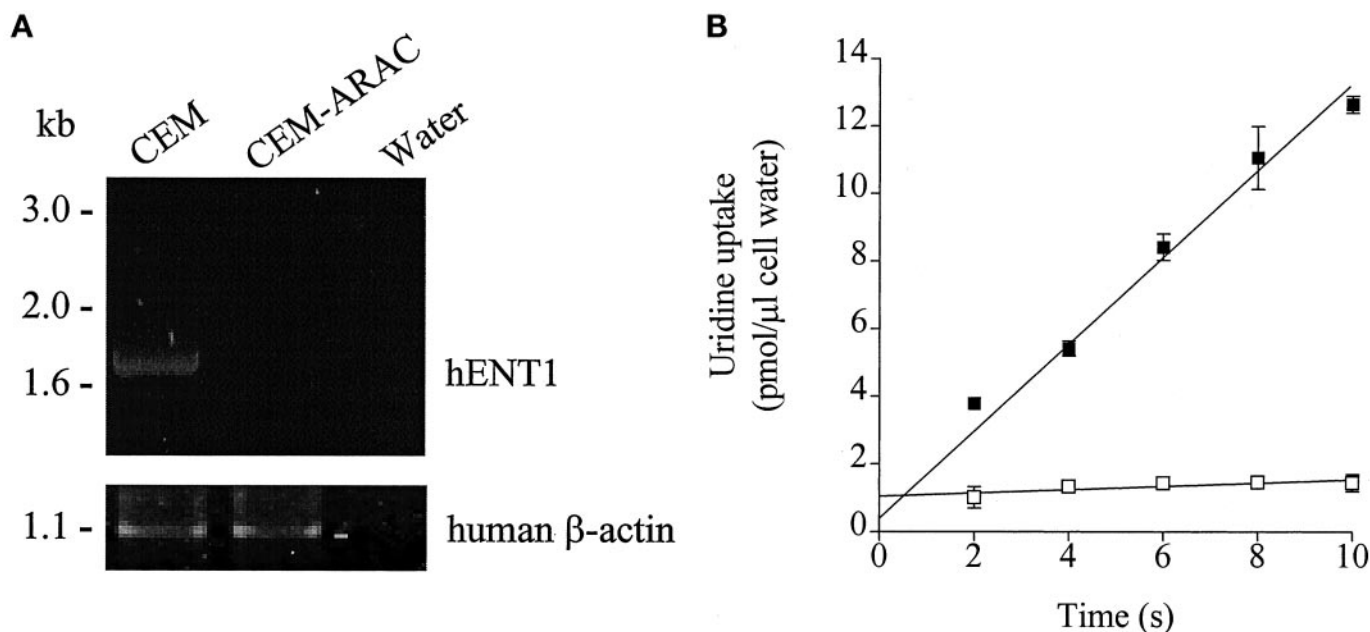 A
kb
CEM
CEM-ARAC
Water
3.0 -
2.0 -
1.6 -
hENT1
1.1 -
human β-actin
B
Uridine uptake
(pmol/μl cell water)
14
12
10
8
6
4
2
0
0 2 4 6 8 10
Time (s)